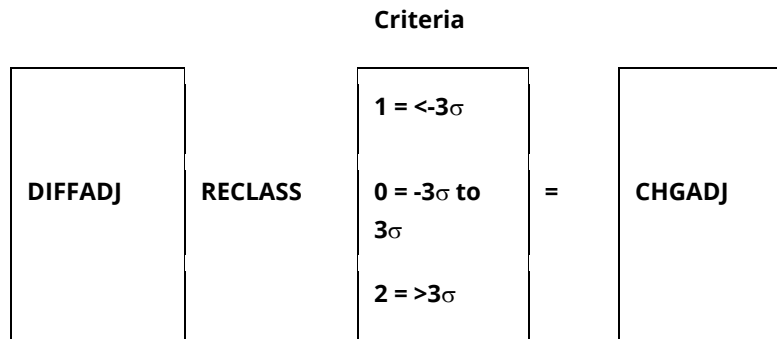 Criteria
1 = <-3σ
DIFFADJ RECLASS 0 = -3σ to = CHGADJ
3σ
2 = >3σ